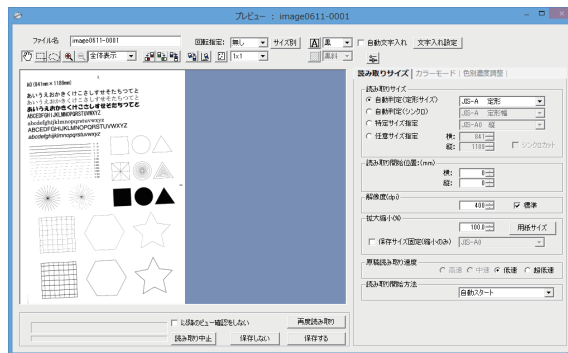 プレビュー : image0611-0001
ファイル名 image0611-0001 回転指定: 無し サイズ別 A 黒 自動文字入れ 文字入れ設定
全体表示 1x1 黒料
読み取りサイズ カラーモード 色別濃度調整
A0 (841mm×1188mm)
あいうえおかきくけこさしすせそたちつてと
あいうえおかきくけこさしすせそたちつてと
あいうえおかきくけこさしすせそたちつてと
ABCDEFGHIJKLMNOPQRSTUVWXYZ
abcdefghijklmnopqrstuvwxyz
ABCDEFGHIJKLMNOPQRSTUVWXYZ
abcdefghijklmnopqrstuvwxyz
読み取りサイズ
自動判定(定形サイズ) JIS-A 定形
自動判定(シンクロ) JIS-A 定形幅
特定サイズ指定 JIS-A0 縦
任意サイズ指定 横: 841
縦: 1189 シンクロカット
読み取り開始位置:(mm)
横: 0
縦: 0
解像度(dpi)
400 標準
拡大縮小(%)
100.0 用紙サイズ
保存サイズ固定(縮小のみ) JIS-A0
原稿読み取り速度
高速 中速 低速 超低速
読み取り開始方法
自動スタート
以降のビュー確認をしない 再度読み取り
読み取り中止 保存しない 保存する